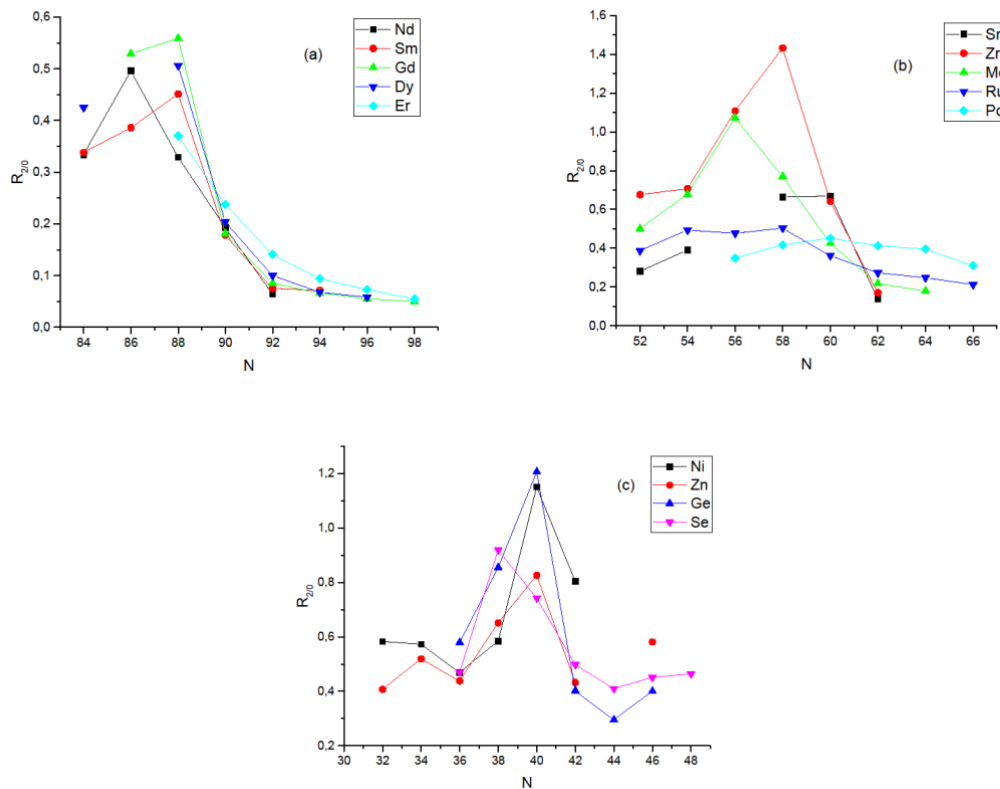 0,6
0,5
0,4
0,3
0,2
0,1
0,0
R2/0
(a)
Nd
Sm
Gd
Dy
Er
84 86 88 90 92 94 96 98
N
1,6
1,4
1,2
1,0
0,8
0,6
0,4
0,2
0,0
R2/0
(b)
Sr
Zr
Ru
52 54 56 58 60 62 64 66
N
1,2
1,0
0,8
0,6
0,4
0,2
R2/0
(c)
Ni
Zn
Ge
Se
30 32 34 36 38 40 42 44 46 48
N